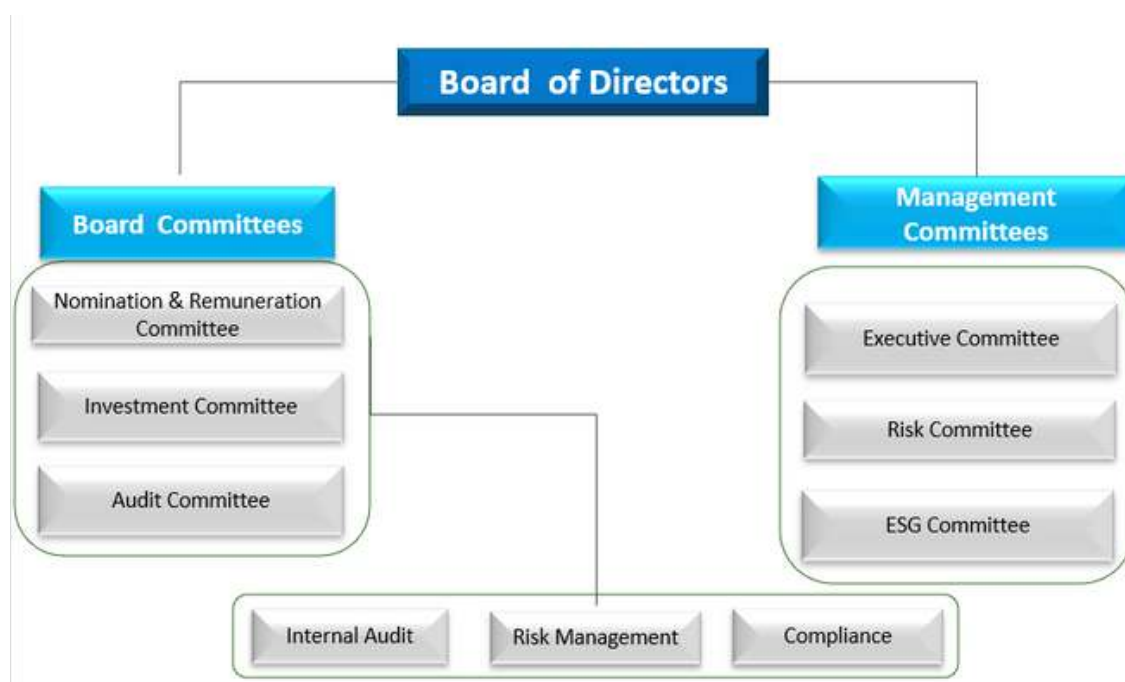 Board of Directors
Board Committees
Management
Committees
Nomination & Remuneration
Committee
Investment Committee
Audit Committee
Executive Committee
Risk Committee
ESG Committee
Internal Audit
Risk Management
Compliance